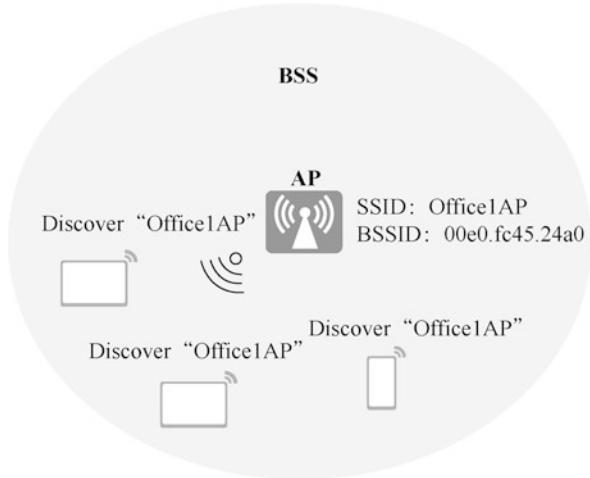 BSS
AP
SSID: Office1AP
BSSID: 00e0.fc45.24a0
Discover “Office1AP”
Discover “Office1AP”
Discover “Office1AP”